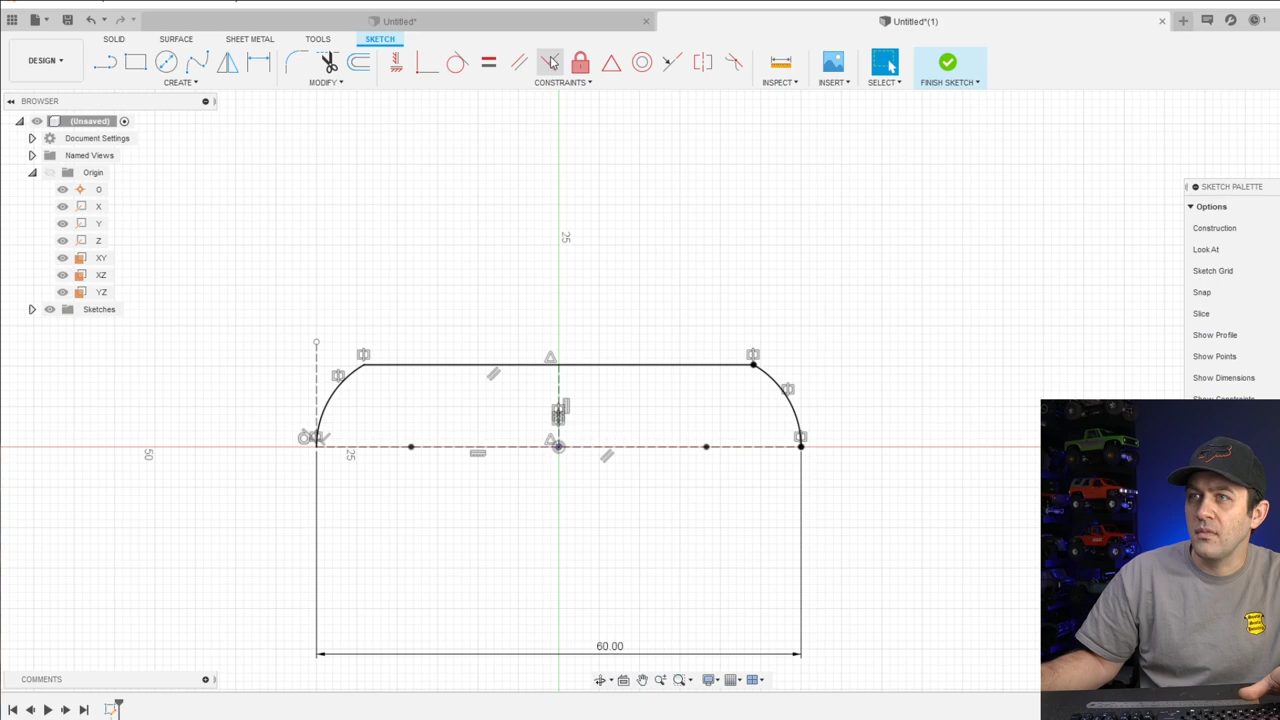 Untitled*
Untitled*(1)
1
SOLID
SURFACE
SHEET METAL
TOOLS
SKETCH
DESIGN
CREATE
MODIFY
CONSTRAINTS
INSPECT
INSERT
SELECT
FINISH SKETCH
BROWSER
(Unsaved)
Document Settings
Named Views
Origin
O
X
Y
Z
XY
XZ
YZ
Sketches
SKETCH PALETTE
Options
Construction
Look At
Sketch Grid
Snap
Slice
Show Profile
Show Points
Show Dimensions
25
50
25
60.00
COMMENTS